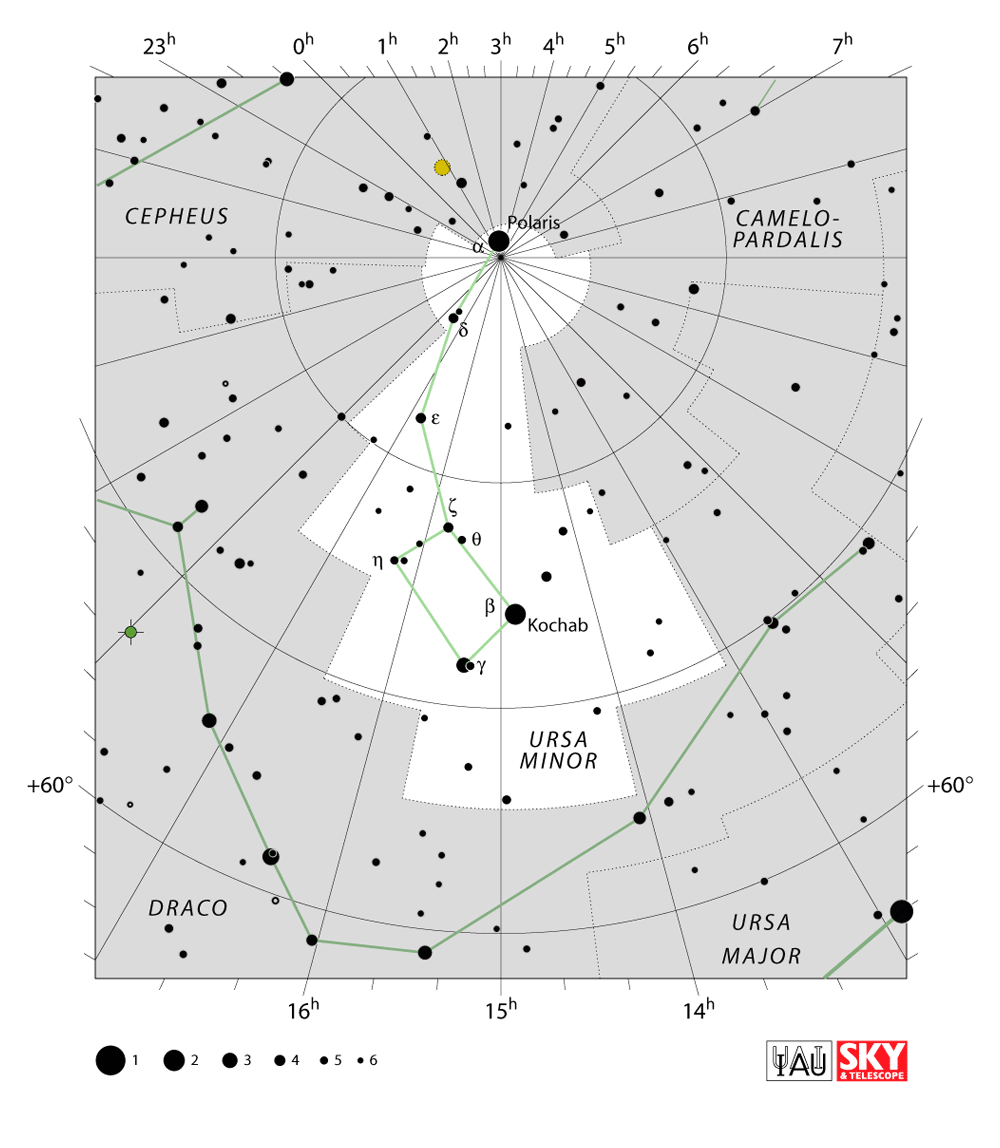 23h 0h 1h 2h 3h 4h 5h 6h 7h
Polaris
CEPHEUS
CAMELO-
PARDALIS
α
δ
ε
ζ
θ
η
β
Kochab
γ
URSA
MINOR
+60° +60°
DRACO
URSA
MAJOR
16h 15h 14h
1 2 3 4 5 6
IAU
SKY
& TELESCOPE